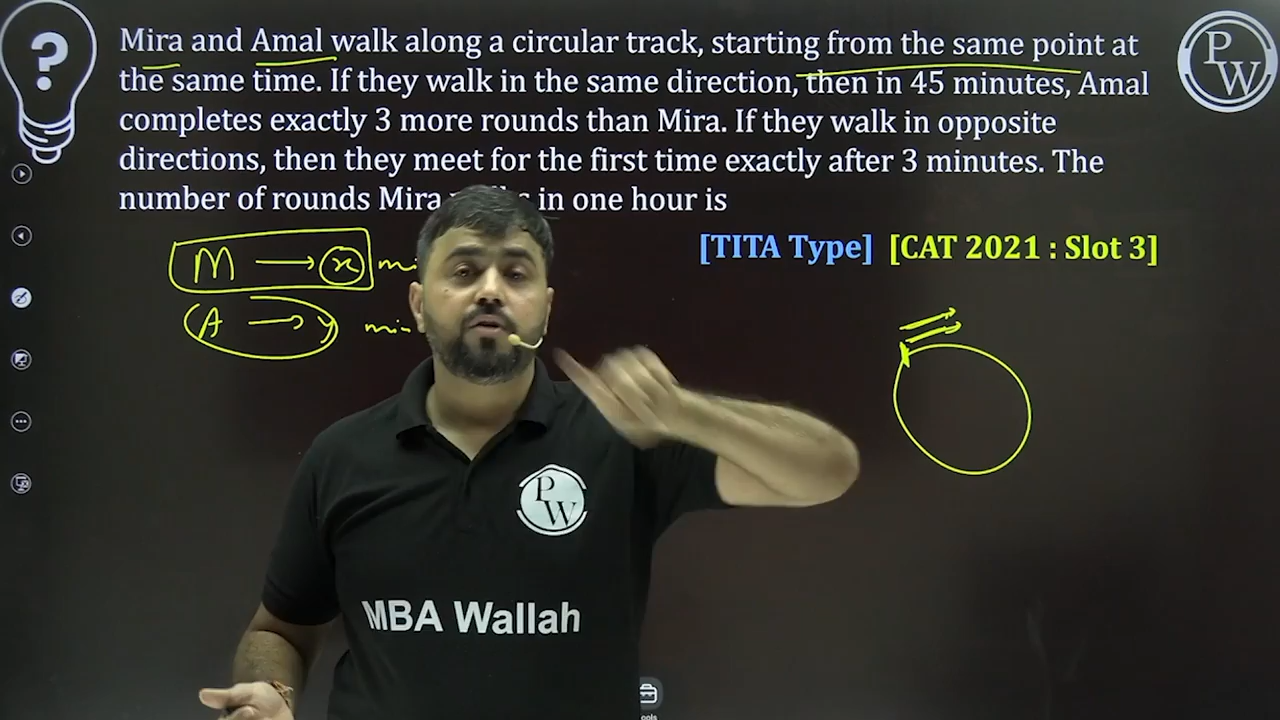 Mira and Amal walk along a circular track, starting from the same point at
the same time. If they walk in the same direction, then in 45 minutes, Amal
completes exactly 3 more rounds than Mira. If they walk in opposite
directions, then they meet for the first time exactly after 3 minutes. The
number of rounds Mira in one hour is
[TITA Type] [CAT 2021 : Slot 3]
M → x
A → y min
?
PW
PW
MBA Wallah